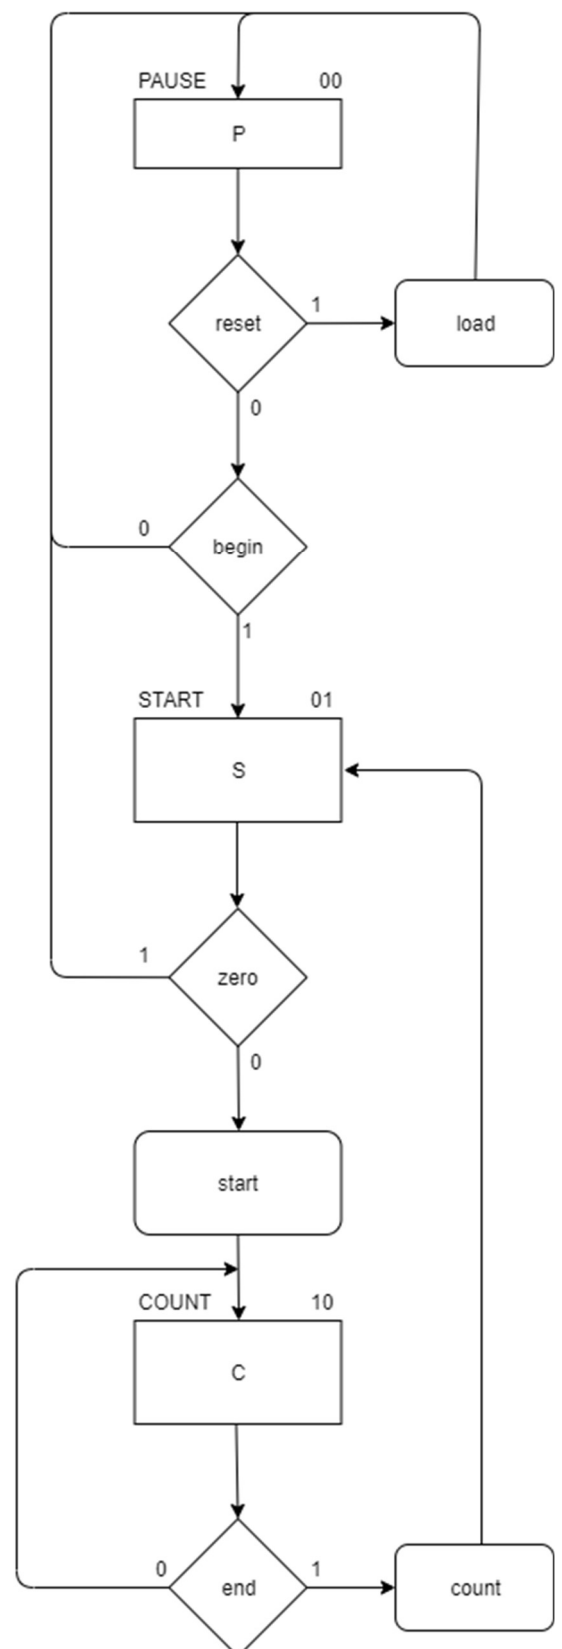 PAUSE 00
P
reset
1
load
0
0
begin
1
START 01
S
1
zero
0
start
COUNT 10
C
0
end
1
count